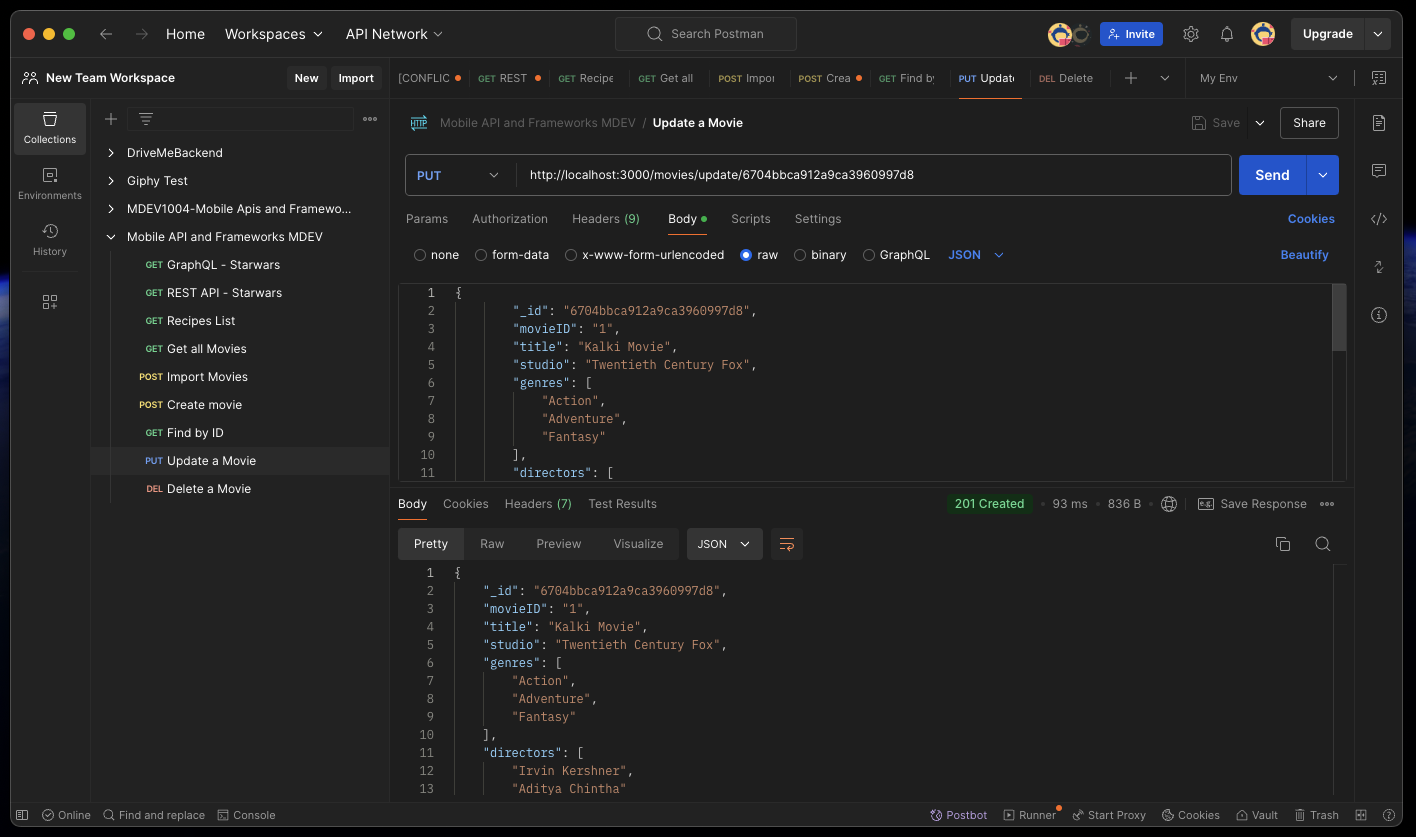 Home Workspaces API Network Search Postman Invite Upgrade
New Team Workspace New Import [CONFLIC GET REST GET Recipe GET Get all POST Impor POST Crea GET Find by PUT Update DEL Delete My Env
Collections
Environments
History
DriveMeBackend
Giphy Test
MDEV1004-Mobile Apis and Framewo...
Mobile API and Frameworks MDEV
GET GraphQL - Starwars
GET REST API - Starwars
GET Recipes List
GET Get all Movies
POST Import Movies
POST Create movie
GET Find by ID
PUT Update a Movie
DEL Delete a Movie
HTTP Mobile API and Frameworks MDEV / Update a Movie Save Share
PUT http://localhost:3000/movies/update/6704bbca912a9ca3960997d8 Send
Params Authorization Headers (9) Body Scripts Settings Cookies
none form-data x-www-form-urlencoded raw binary GraphQL JSON Beautify
1 {
2 "_id": "6704bbca912a9ca3960997d8",
3 "movieID": "1",
4 "title": "Kalki Movie",
5 "studio": "Twentieth Century Fox",
6 "genres": [
7 "Action",
8 "Adventure",
9 "Fantasy"
10 ],
11 "directors": [
Body Cookies Headers (7) Test Results 201 Created 93 ms 836 B e.g. Save Response
Pretty Raw Preview Visualize JSON
1 {
2 "_id": "6704bbca912a9ca3960997d8",
3 "movieID": "1",
4 "title": "Kalki Movie",
5 "studio": "Twentieth Century Fox",
6 "genres": [
7 "Action",
8 "Adventure",
9 "Fantasy"
10 ],
11 "directors": [
12 "Irvin Kershner",
13 "Aditya Chintha"
Online Find and replace Console Postbot Runner Start Proxy Cookies Vault Trash